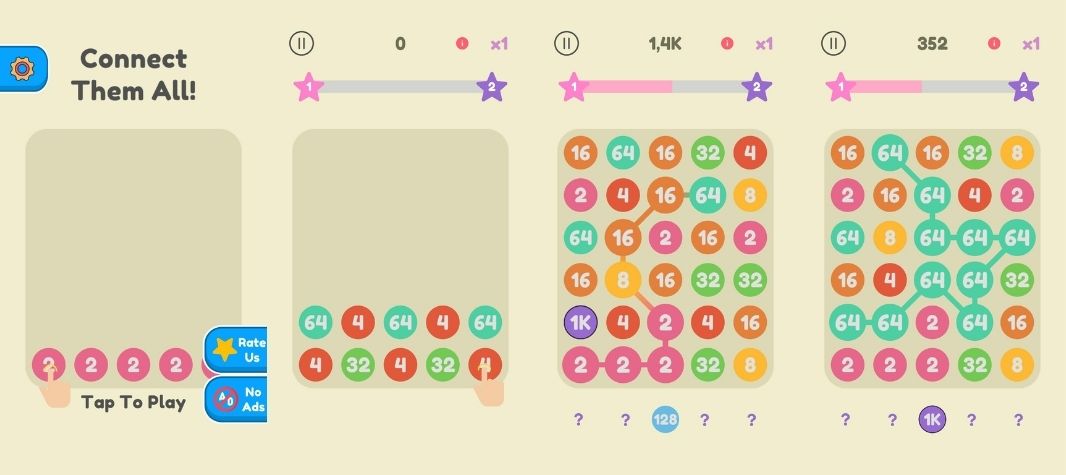 Connect
Them All!
2 2 2 2
Rate
Us
Tap To Play
No
Ads
0 x1
1 2
64 4 64 4 64
4 32 4 32 4
1,4K x1
1 2
16 64 16 32 4
2 4 16 64 8
64 16 2 16 2
16 8 16 32 32
1K 4 2 4 16
2 2 2 32 8
? ? 128 ? ?
352 x1
1 2
16 64 16 32 8
2 16 64 4 2
64 8 64 64 64
16 4 64 64 32
64 64 2 64 16
2 2 2 32 8
? ? 1K ? ?